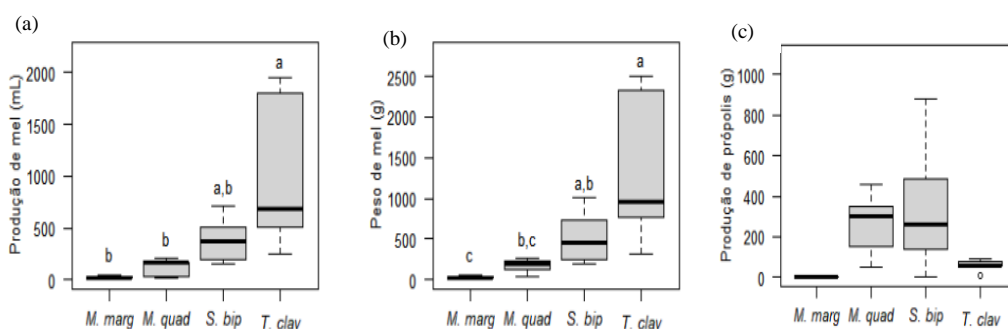 (a)
Produção de mel (mL)
2000
1500
1000
500
0
b
b
a,b
a
M. marg
M. quad
S. bip
T. clav
(b)
Peso de mel (g)
2500
2000
1500
1000
500
0
c
b,c
a,b
a
M. marg
M. quad
S. bip
T. clav
(c)
Produção de própolis (g)
1000
800
600
400
200
0
M. marg
M. quad
S. bip
T. clav